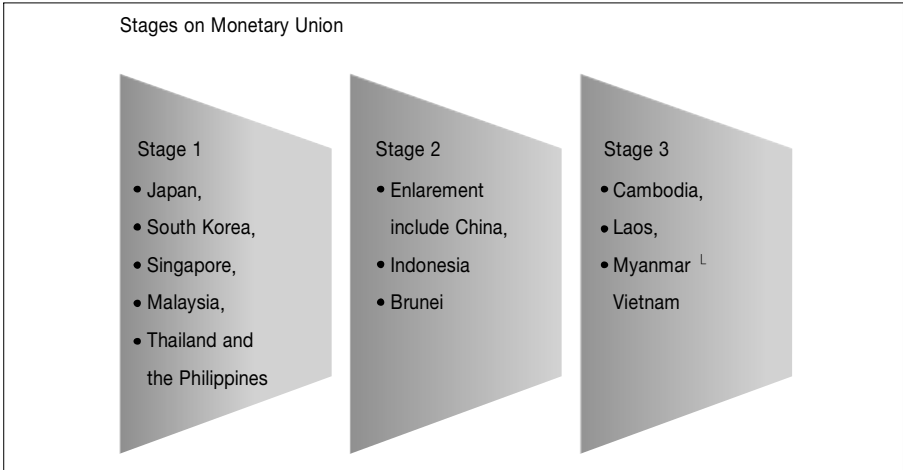 Stages on Monetary Union
Stage 1
• Japan,
• South Korea,
• Singapore,
• Malaysia,
• Thailand and
the Philippines
Stage 2
• Enlarement
include China,
• Indonesia
• Brunei
Stage 3
• Cambodia,
• Laos,
• Myanmar └
Vietnam